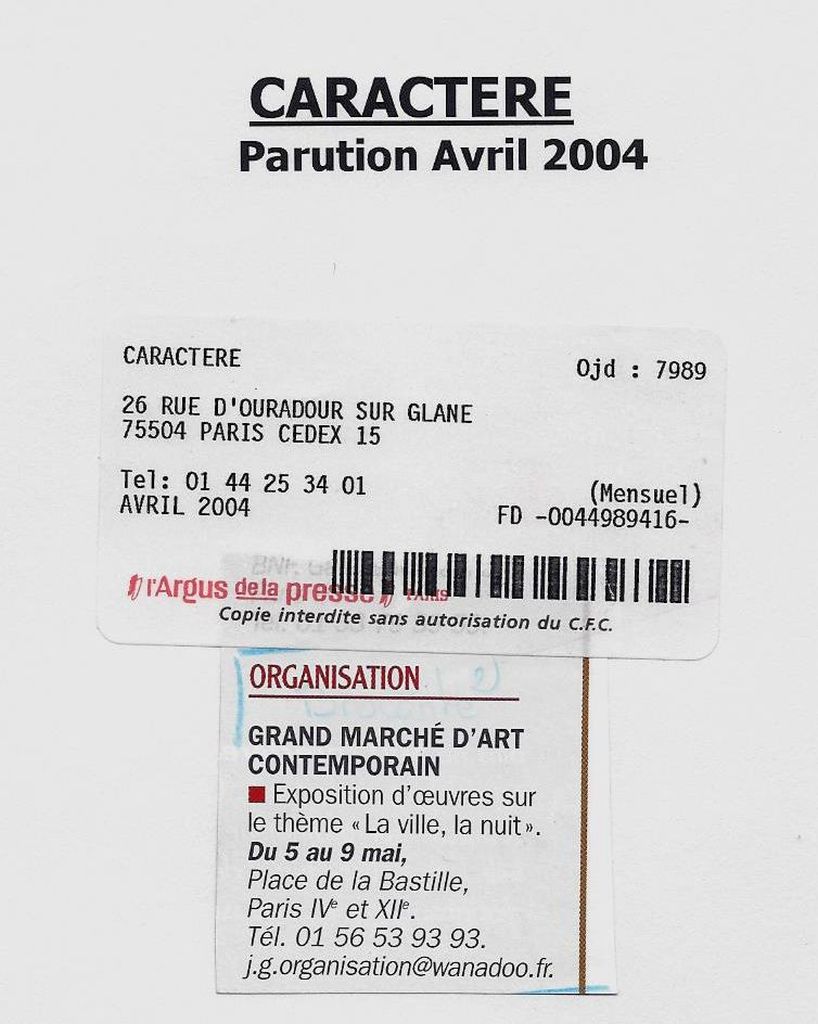 CARACTERE
Parution Avril 2004
CARACTERE
Ojd : 7989
26 RUE D'OURADOUR SUR GLANE
75504 PARIS CEDEX 15
Tel: 01 44 25 34 01
(Mensuel)
AVRIL 2004
FD -0044989416-
l'Argus de la presse PARIS
Copie interdite sans autorisation du C.F.C.
ORGANISATION
GRAND MARCHÉ D'ART
CONTEMPORAIN
■ Exposition d'œuvres sur
le thème « La ville, la nuit ».
Du 5 au 9 mai,
Place de la Bastille,
Paris IVe et XIIe.
Tél. 01 56 53 93 93.
j.g.organisation@wanadoo.fr.